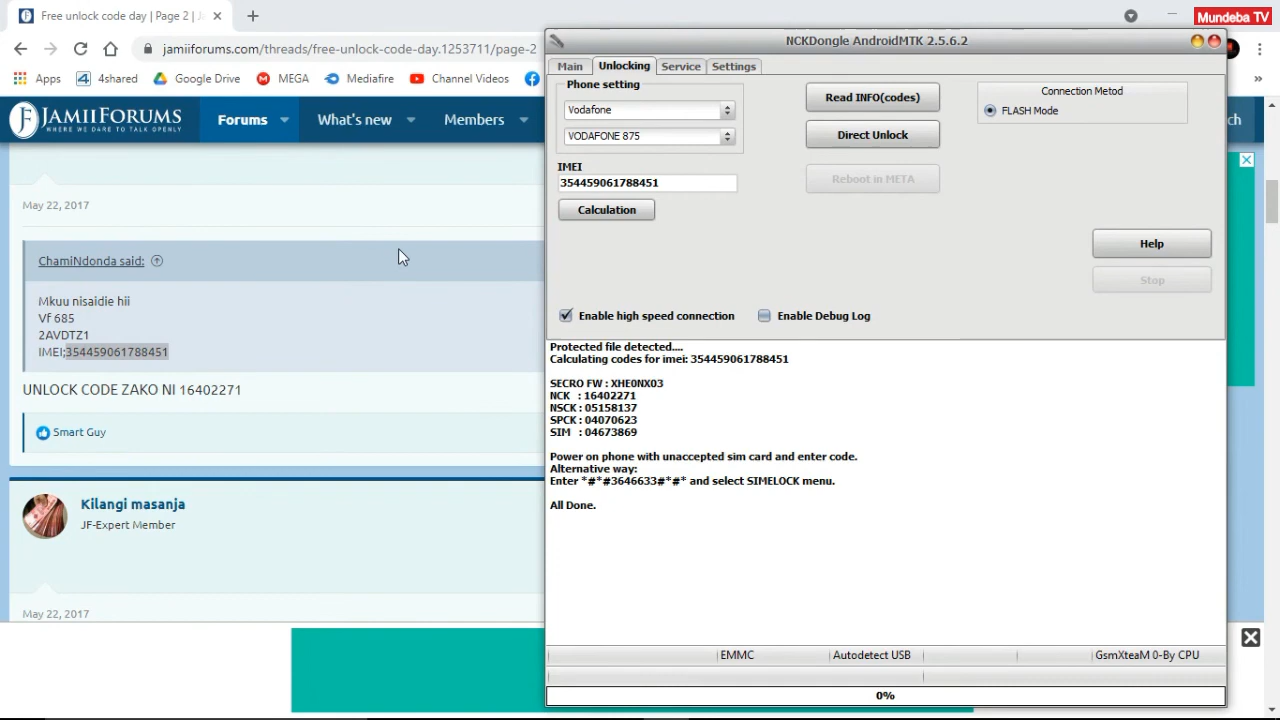 Free unlock code day | Page 2 | J
Mundeba TV
jamiiforums.com/threads/free-unlock-code-day.1253711/page-2
Apps
4shared
Google Drive
MEGA
Mediafire
Channel Videos
»
JAMIIFORUMS
WHERE WE DARE TO TALK OPENLY
Forums
What's new
Members
ch
May 22, 2017
ChamiNdonda said:
Mkuu nisaidie hii
Vf 685
2AVDTZ1
IMEI;354459061788451
UNLOCK CODE ZAKO NI 16402271
Smart Guy
Kilangi masanja
JF-Expert Member
May 22, 2017
NCKDongle AndroidMTK 2.5.6.2
Main
Unlocking
Service
Settings
Phone setting
Vodafone
VODAFONE 875
IMEI
354459061788451
Calculation
Read INFO(codes)
Direct Unlock
Reboot in META
Connection Metod
FLASH Mode
Help
Stop
Enable high speed connection
Enable Debug Log
Protected file detected....
Calculating codes for imei: 354459061788451
SECRO FW : XHE0NX03
NCK : 16402271
NSCK : 05158137
SPCK : 04070623
SIM : 04673869
Power on phone with unaccepted sim card and enter code.
Alternative way:
Enter *#*#3646633#*#* and select SIMELOCK menu.
All Done.
EMMC
Autodetect USB
GsmXteaM 0-By CPU
0%